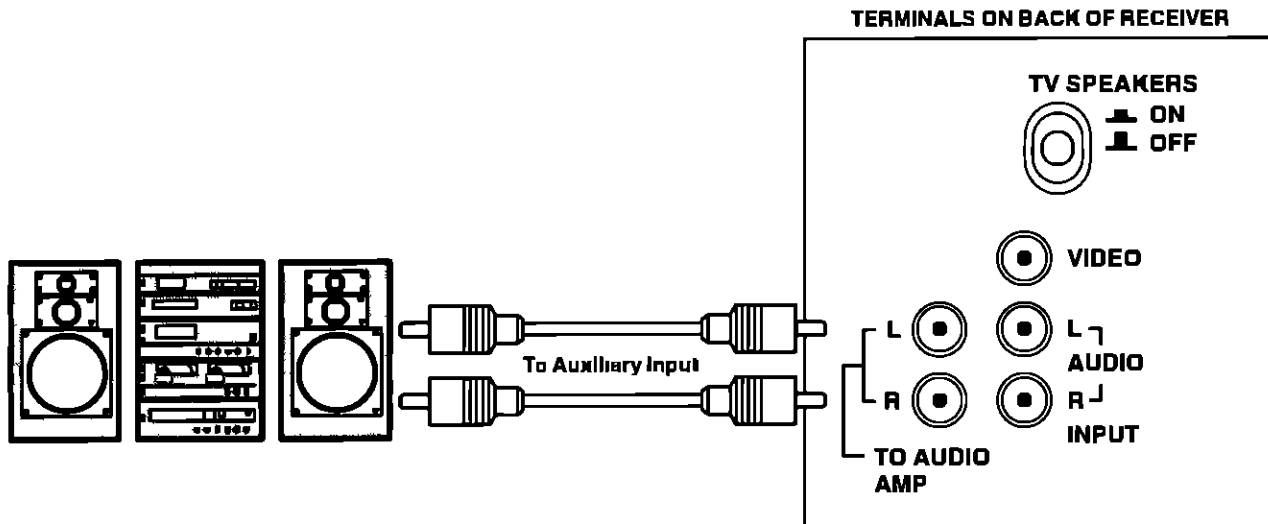 TERMINALS ON BACK OF RECEIVER
TV SPEAKERS
ON
OFF
VIDEO
L
L
AUDIO
To Auxiliary Input
R
R
INPUT
TO AUDIO
AMP